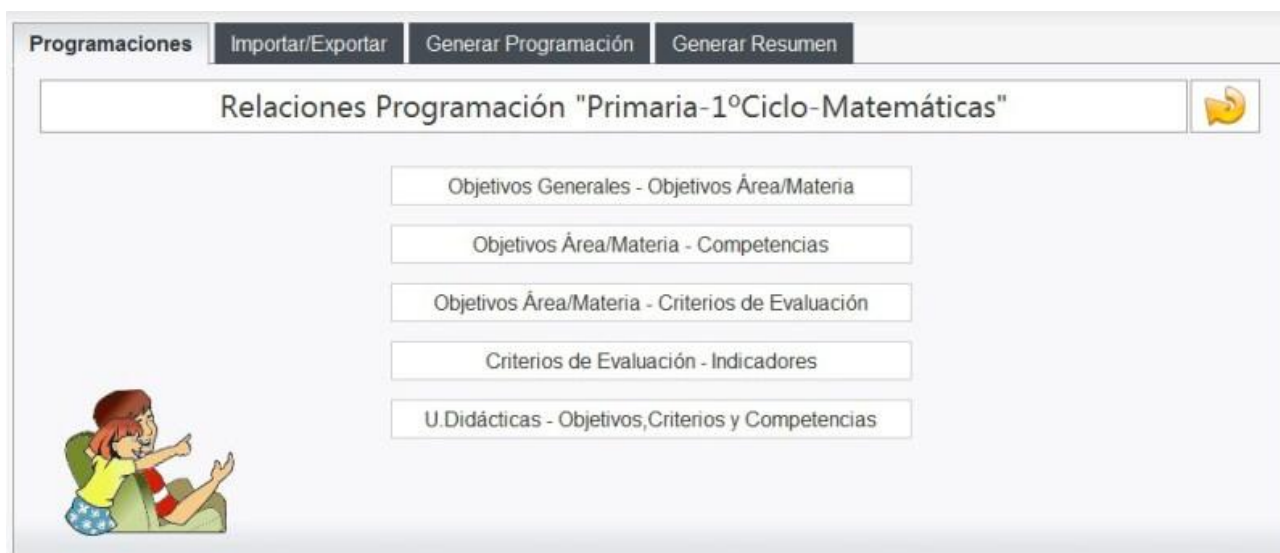 Programaciones Importar/Exportar Generar Programación Generar Resumen
Relaciones Programación "Primaria-1ºCiclo-Matemáticas"
Objetivos Generales - Objetivos Área/Materia
Objetivos Área/Materia - Competencias
Objetivos Área/Materia - Criterios de Evaluación
Criterios de Evaluación - Indicadores
U.Didácticas - Objetivos,Criterios y Competencias